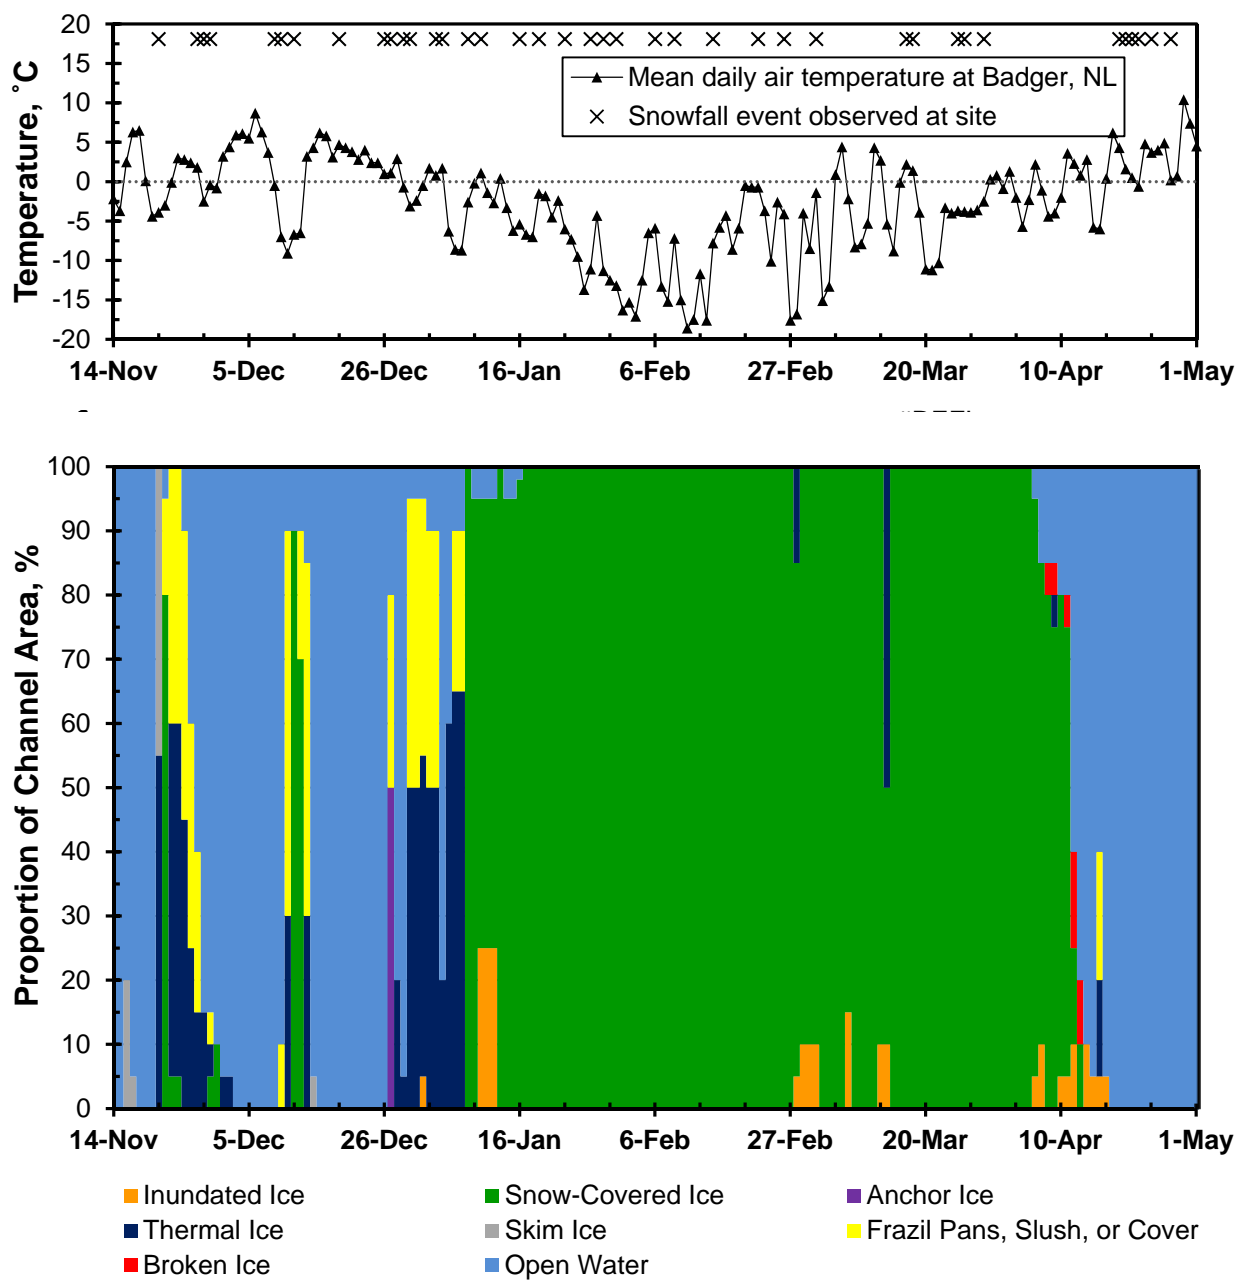 20
15
10
5
0
-5
-10
-15
-20
Temperature, ˚C
Mean daily air temperature at Badger, NL
Snowfall event observed at site
14-Nov 5-Dec 26-Dec 16-Jan 6-Feb 27-Feb 20-Mar 10-Apr 1-May
100
90
80
70
60
50
40
30
20
10
0
Proportion of Channel Area, %
14-Nov 5-Dec 26-Dec 16-Jan 6-Feb 27-Feb 20-Mar 10-Apr 1-May
Inundated Ice Snow-Covered Ice Anchor Ice
Thermal Ice Skim Ice Frazil Pans, Slush, or Cover
Broken Ice Open Water